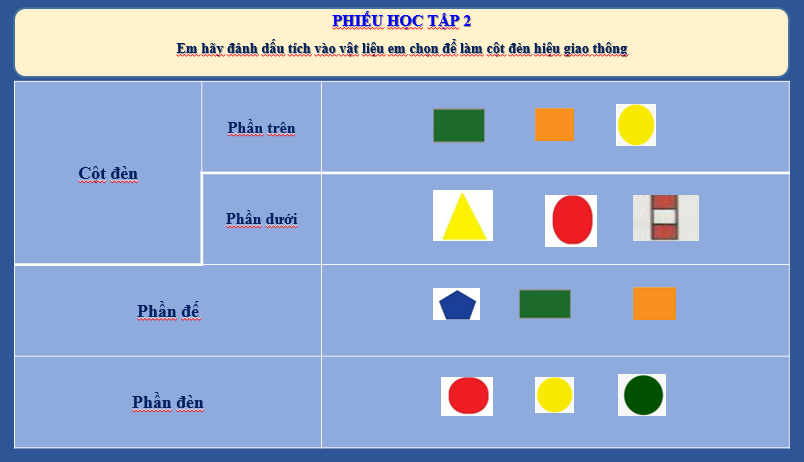 PHIẾU HỌC TẬP 2
Em hãy đánh dấu tích vào vật liệu em chọn để làm cột đèn hiệu giao thông
Cột đèn
Phần trên
Phần dưới
Phần đế
Phần đèn